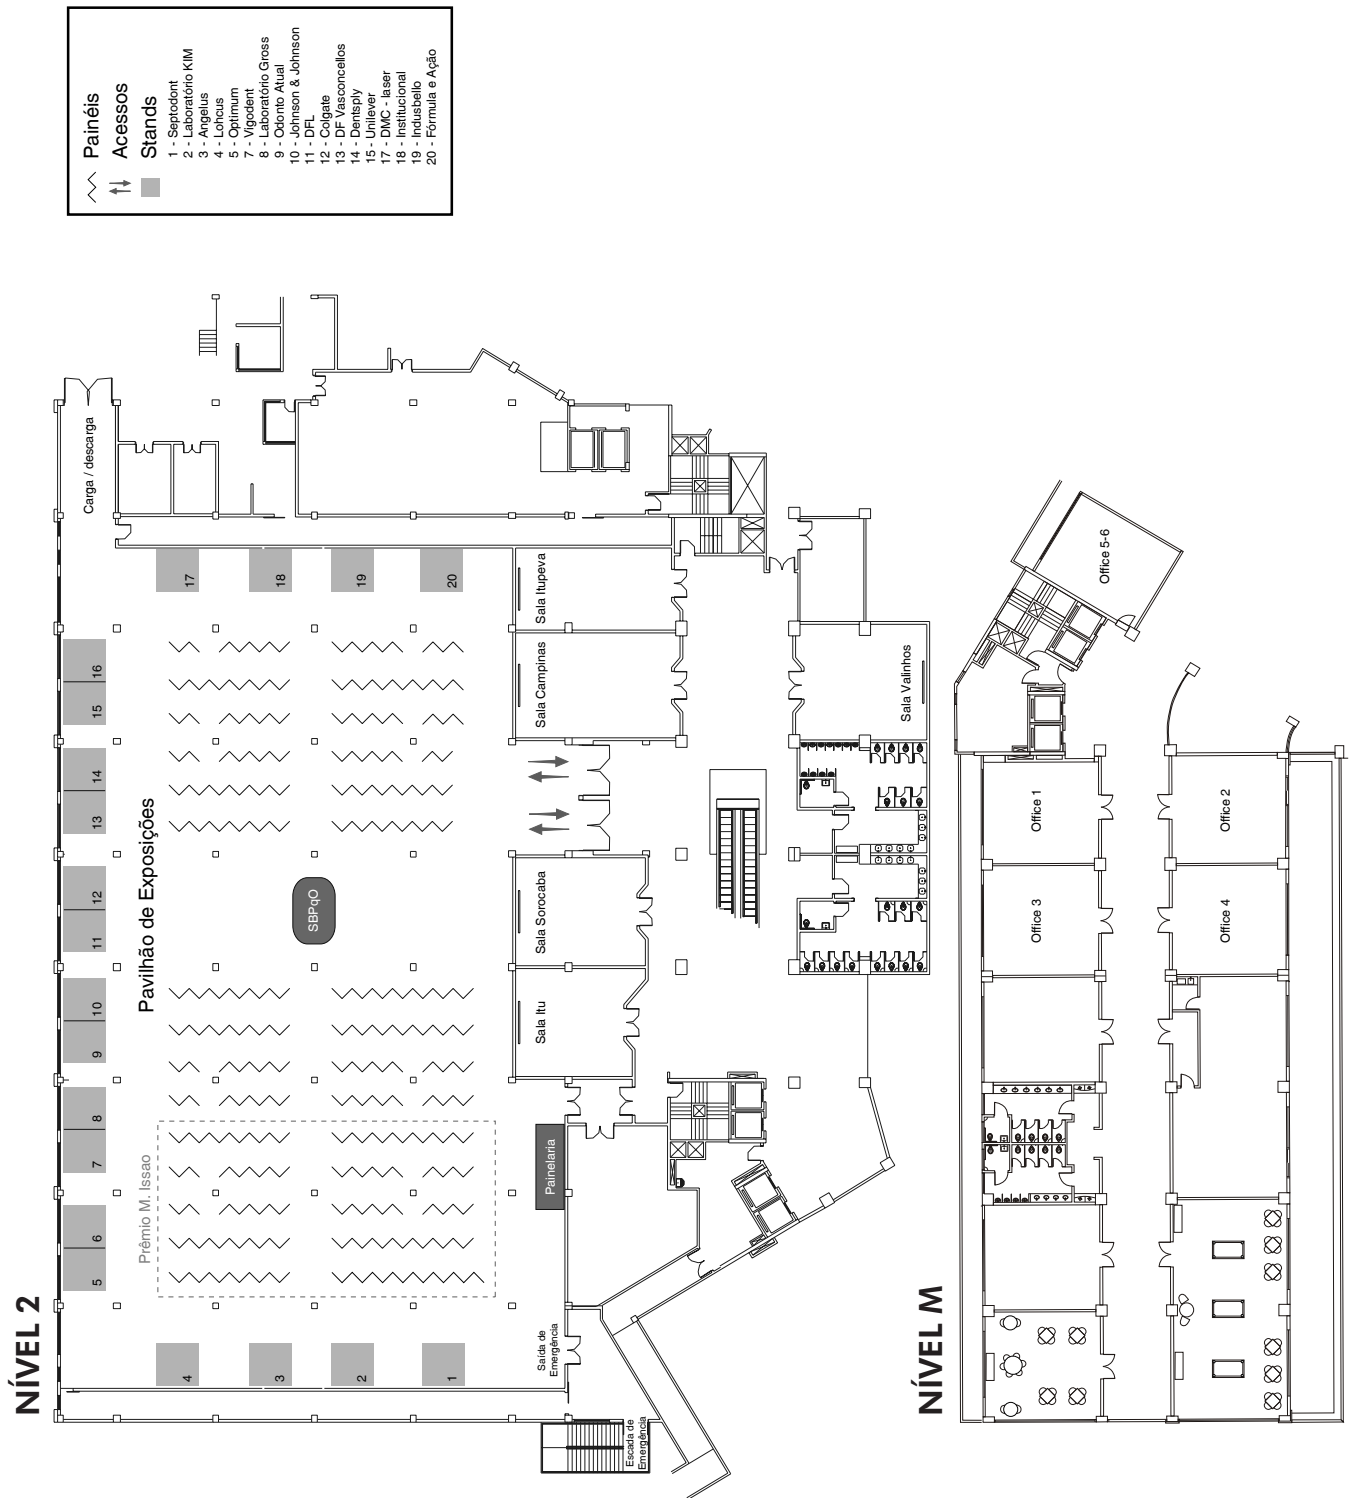 NÍVEL 2
Painéis
Acessos
Stands
1 - Septodont
2 - Laboratório KIM
3 - Angelus
4 - Lohcus
5 - Optimum
7 - Vigodent
8 - Laboratório Gross
9 - Odonto Atual
10 - Johnson & Johnson
11 - DFL
12 - Colgate
13 - DF Vasconcellos
14 - Dentsply
15 - Unilever
17 - DMC - laser
18 - Institucional
19 - Indusbello
20 - Fórmula e Ação
Carga / descarga
5
6
7
8
9
10
11
12
13
14
15
16
Pavilhão de Exposições
Prêmio M. Issao
4
3
2
1
17
18
19
20
SBPqO
Saída de
Emergência
Painelaria
Sala Itu
Sala Sorocaba
Sala Campinas
Sala Itupeva
Escada de
Emergência
Sala Valinhos
NÍVEL M
Office 3
Office 1
Office 5-6
Office 4
Office 2